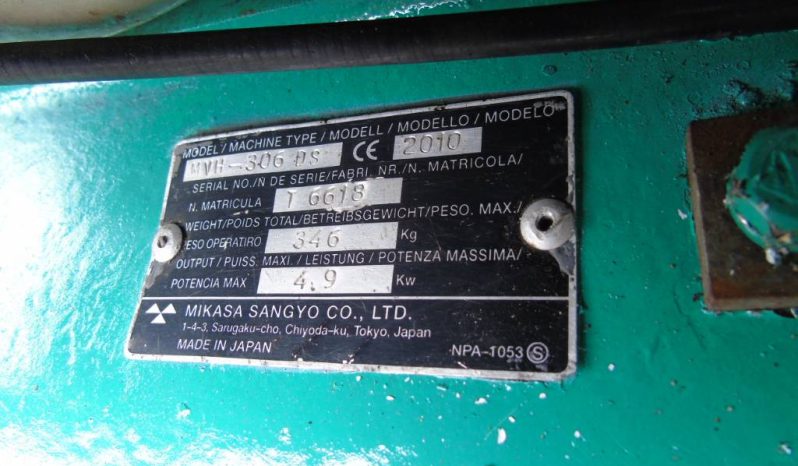 MODEL/MACHINE TYPE/MODELL/MODELLO/MODELO
MVH-306 DS CE 2010
SERIAL NO./N DE SERIE/FABRI. NR./N. MATRICOLA/
N. MATRICULA T 6618
WEIGHT/POIDS TOTAL/BETREIBSGEWICHT/PESO. MAX./
PESO OPERATIRO 346 Kg
OUTPUT/PUISS. MAXI./LEISTUNG/POTENZA MASSIMA/
POTENCIA MAX 4.9 Kw
MIKASA SANGYO CO., LTD.
1-4-3, Sarugaku-cho, Chiyoda-ku, Tokyo, Japan
MADE IN JAPAN NPA-1053 Ⓢ